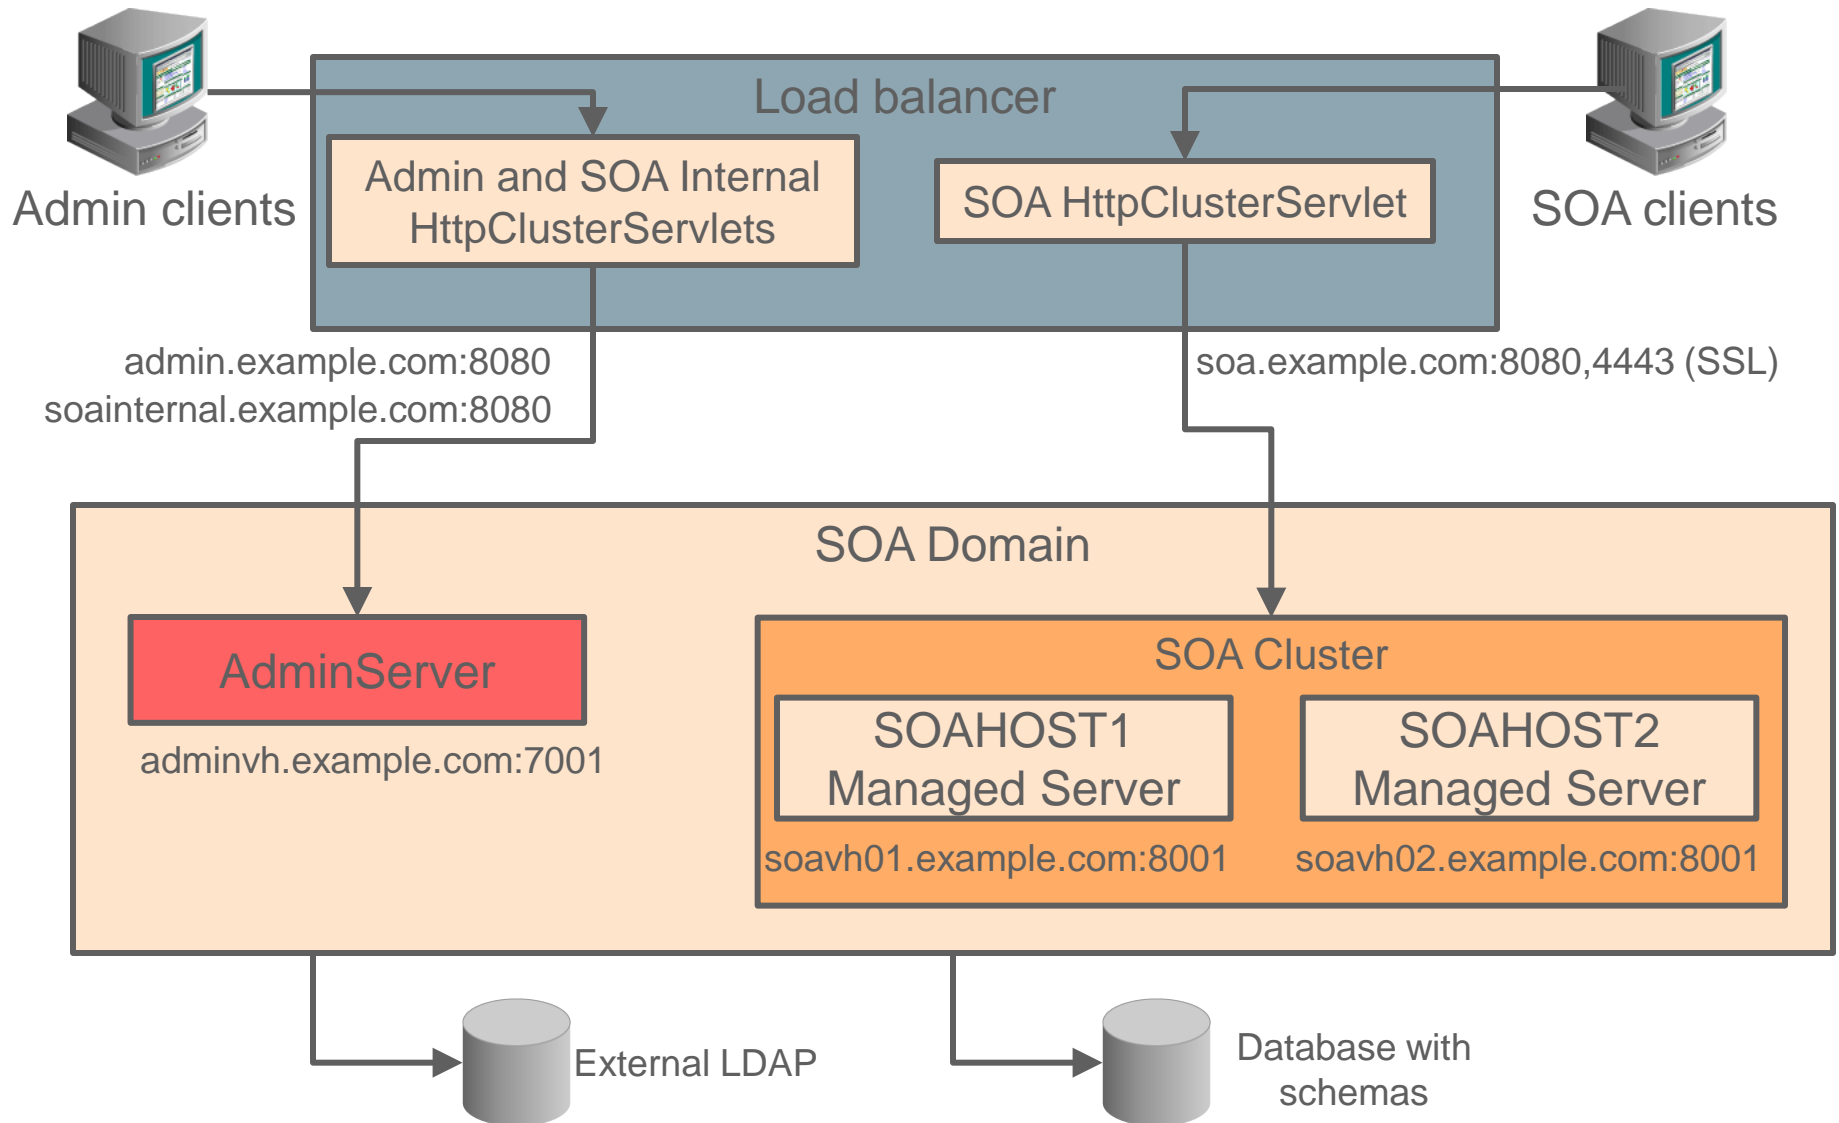 Load balancer
Admin clients
Admin and SOA Internal
HttpClusterServlets
SOA HttpClusterServlet
SOA clients
admin.example.com:8080
soainternal.example.com:8080
soa.example.com:8080,4443 (SSL)
SOA Domain
AdminServer
adminvh.example.com:7001
SOA Cluster
SOAHOST1
Managed Server
soavh01.example.com:8001
SOAHOST2
Managed Server
soavh02.example.com:8001
External LDAP
Database with
schemas